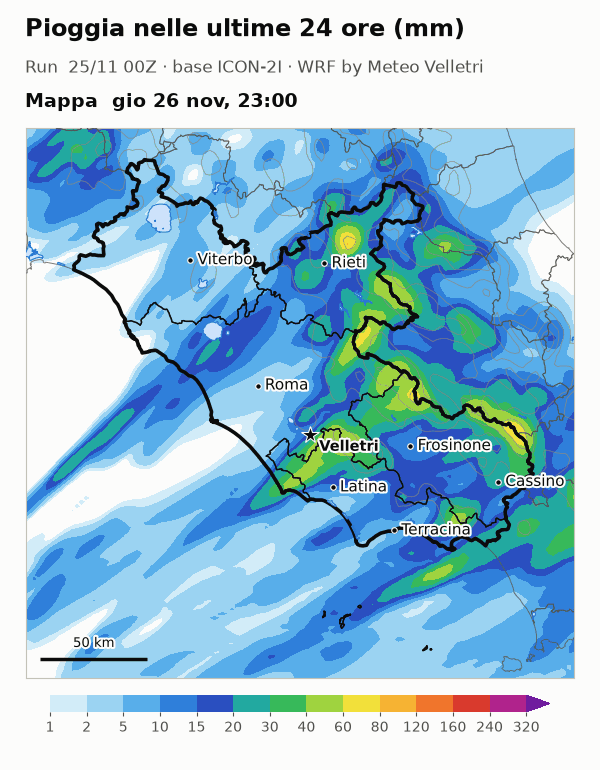 Pioggia nelle ultime 24 ore (mm)
Run  25/11 00Z · base ICON-2I · WRF by Meteo Velletri
Mappa  gio 26 nov, 23:00
Viterbo
Rieti
Roma
Velletri
Frosinone
Latina
Cassino
Terracina
50 km
1 2 5 10 15 20 30 40 60 80 120 160 240 320